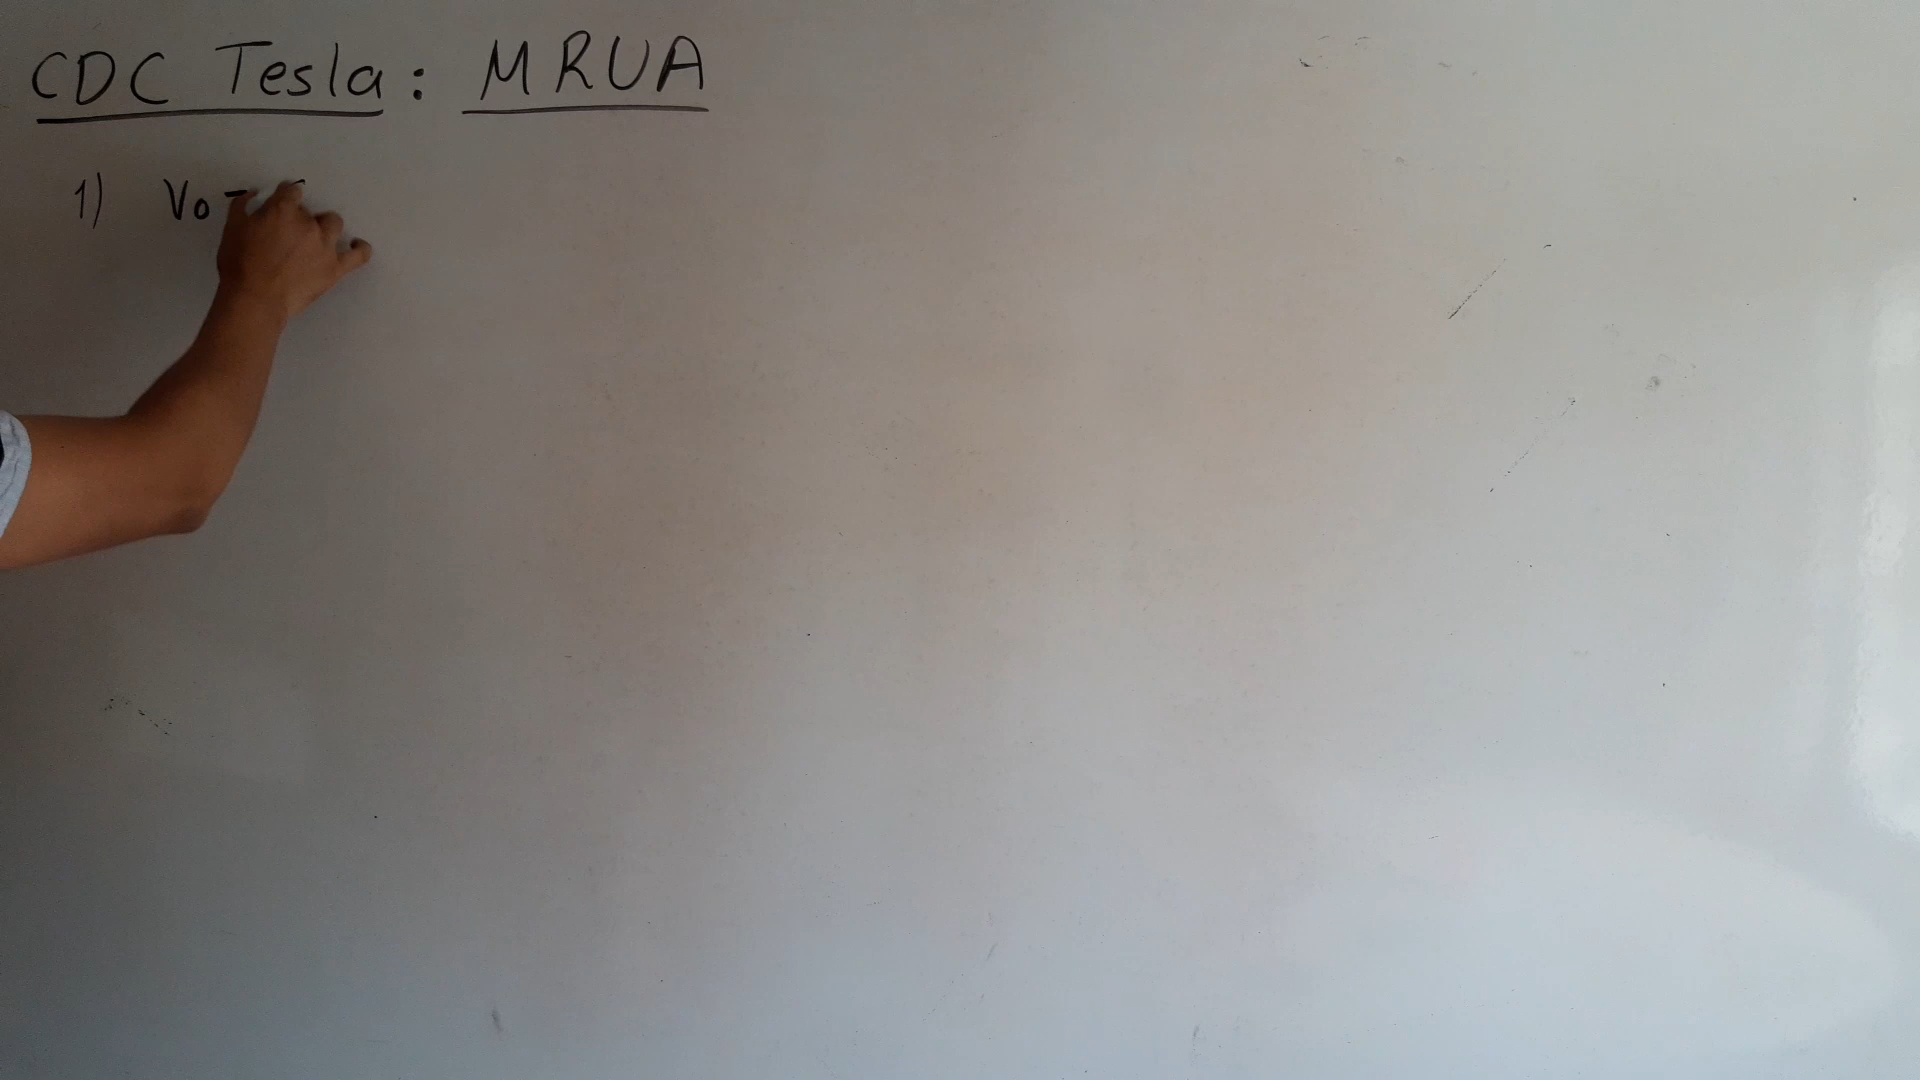 CDC Tesla: MRUA
1) Vo =